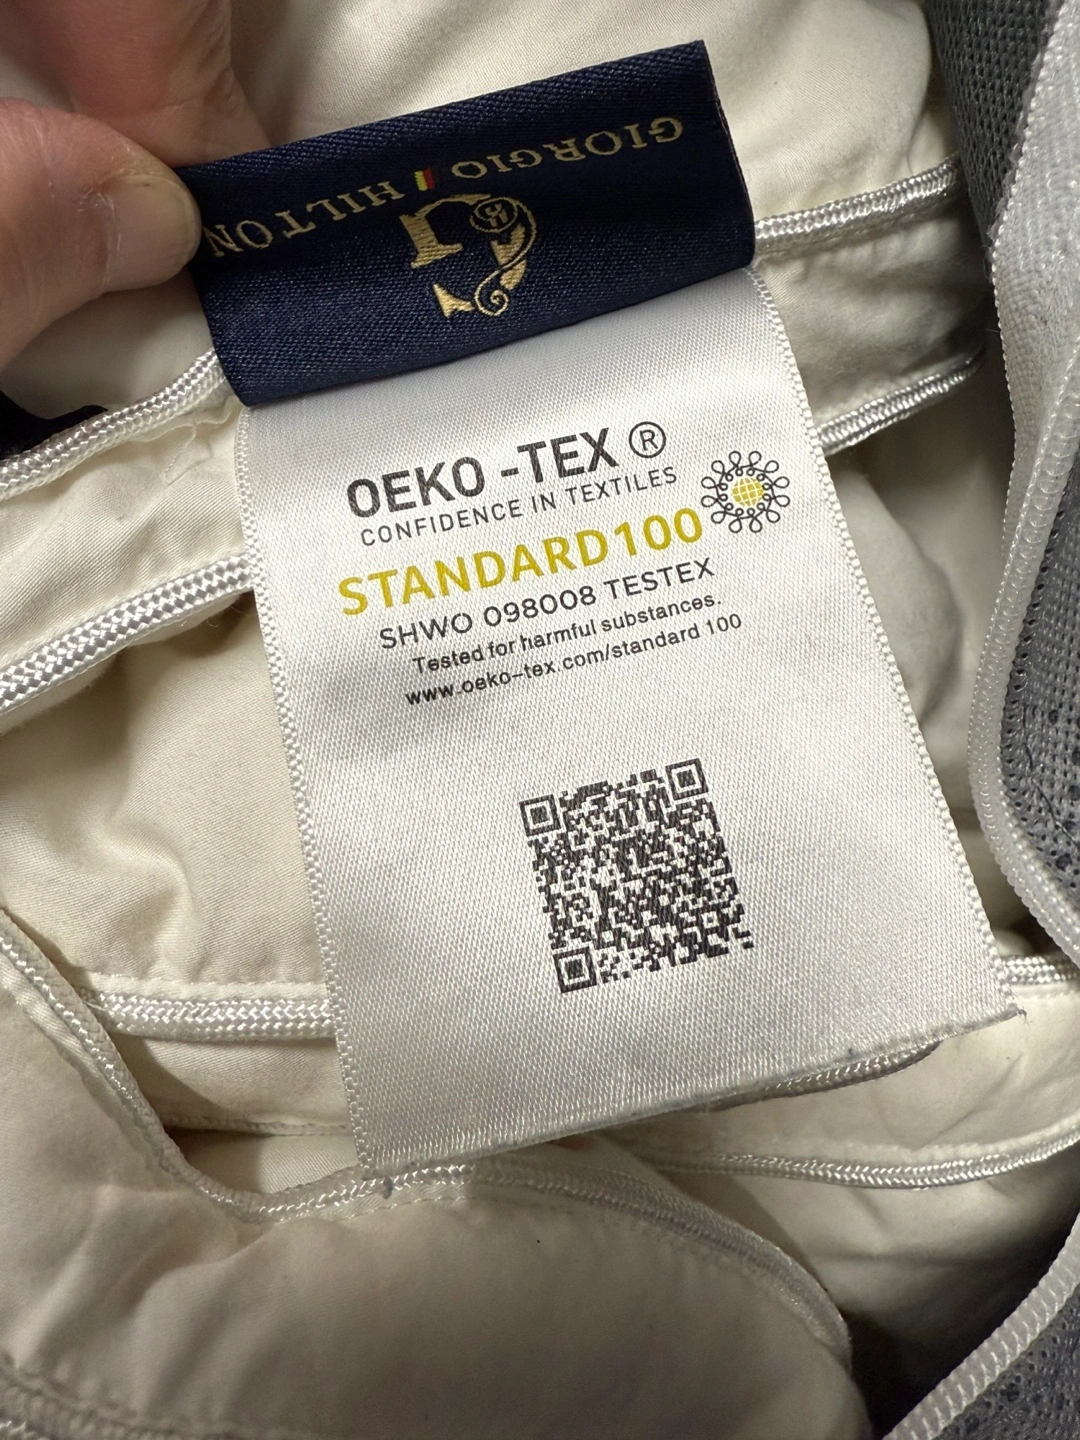 GIORGIO HILTON
OEKO -TEX ®
CONFIDENCE IN TEXTILES
STANDARD100
SHWO 098008 TESTEX
Tested for harmful substances.
www.oeko-tex.com/standard 100